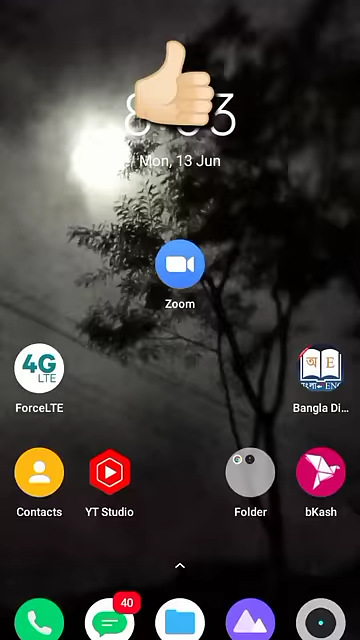 Mon, 13 Jun
Zoom
4G
LTE
ForceLTE
অ E
Bangla Di...
Contacts
YT Studio
G
Folder
bKash
40